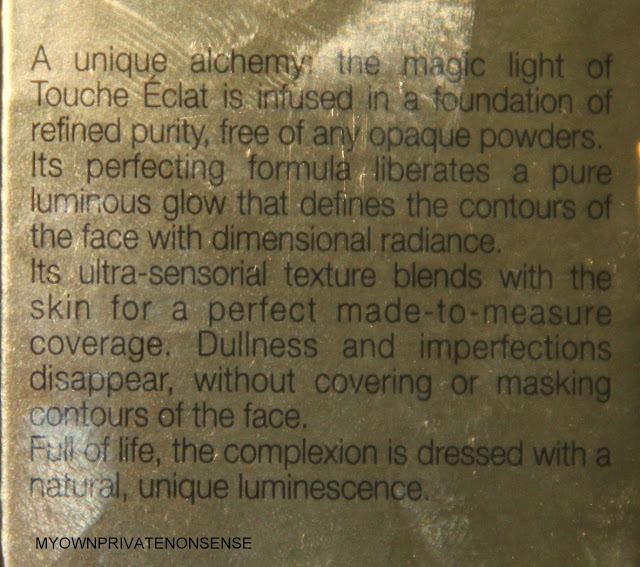 A unique alchemy: the magic light of
Touche Éclat is infused in a foundation of
refined purity, free of any opaque powders.
Its perfecting formula liberates a pure
luminous glow that defines the contours of
the face with dimensional radiance.
Its ultra-sensorial texture blends with the
skin for a perfect made-to-measure
coverage. Dullness and imperfections
disappear, without covering or masking
contours of the face.
Full of life, the complexion is dressed with a
natural, unique luminescence.
MYOWNPRIVATENONSENSE